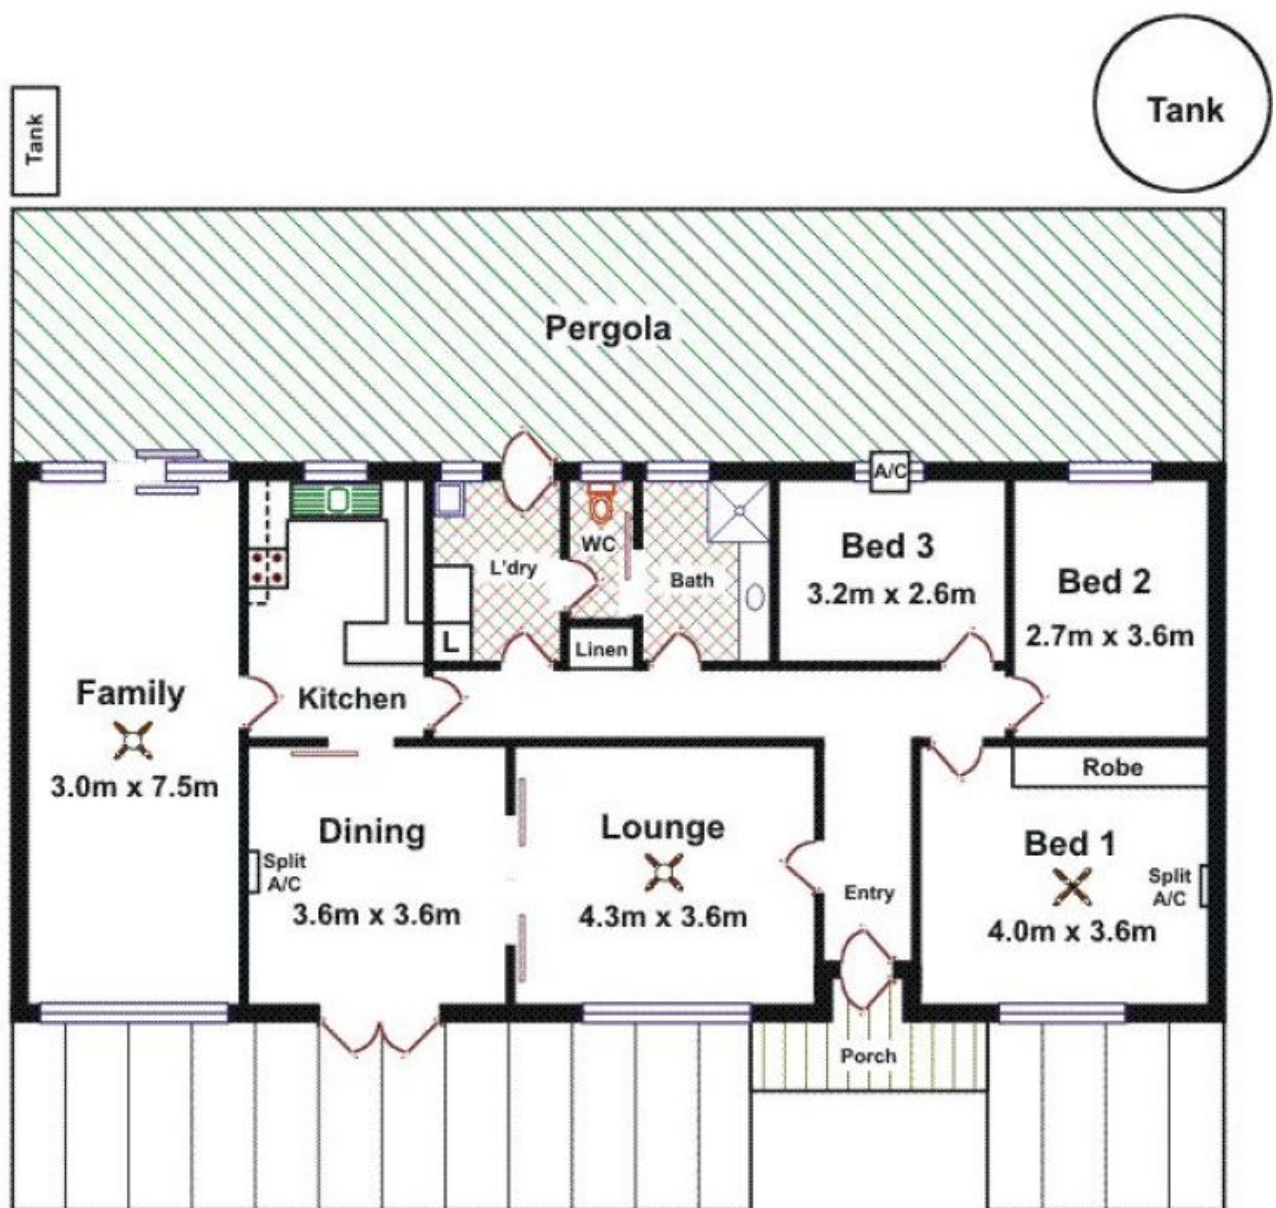 Tank
Tank
Pergola
A/C
WC
L'dry
Bath
Bed 3
3.2m x 2.6m
Bed 2
2.7m x 3.6m
L
Linen
Family
3.0m x 7.5m
Kitchen
Robe
Dining
Split
A/C
3.6m x 3.6m
Lounge
4.3m x 3.6m
Entry
Bed 1
Split
A/C
4.0m x 3.6m
Porch